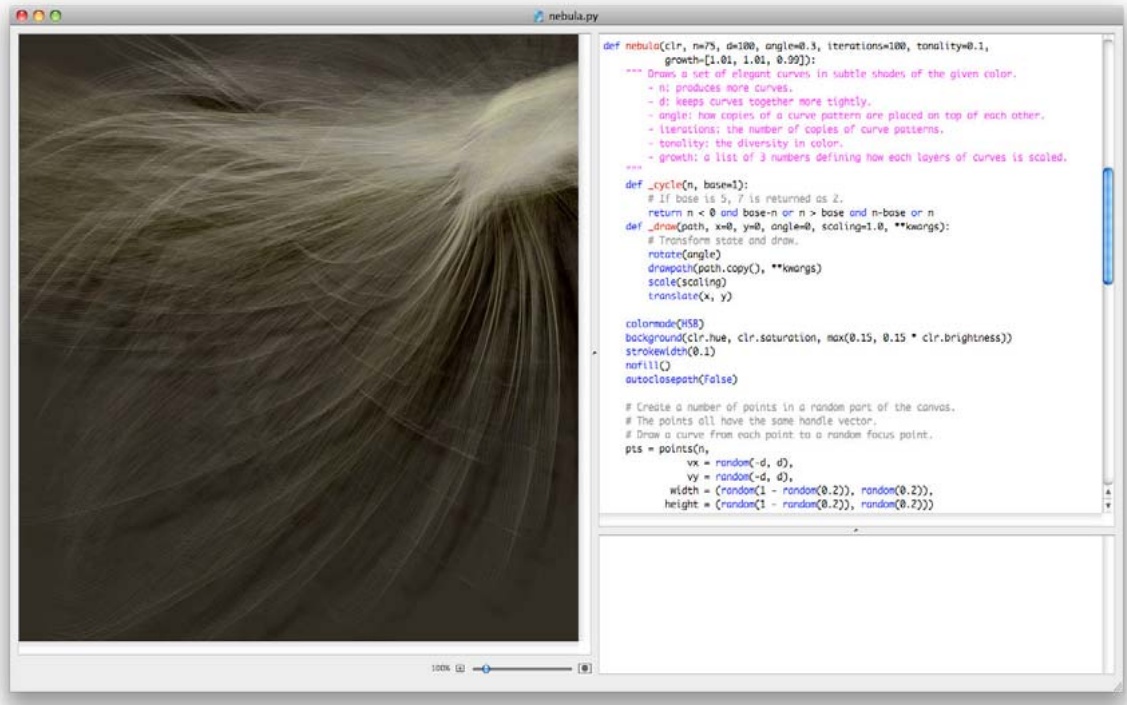 nebula.py
def nebula(clr, n=75, d=100, angle=0.3, iterations=100, tonality=0.1,
growth=[1.01, 1.01, 0.99]):
""" Draws a set of elegant curves in subtle shades of the given color.
- n: produces more curves.
- d: keeps curves together more tightly.
- angle: how copies of a curve pattern are placed on top of each other.
- iterations: the number of copies of curve patterns.
- tonality: the diversity in color.
- growth: a list of 3 numbers defining how each layers of curves is scaled.
"""
def _cycle(n, base=1):
# If base is 5, 7 is returned as 2.
return n < 0 and base-n or n > base and n-base or n
def _draw(path, x=0, y=0, angle=0, scaling=1.0, **kwargs):
# Transform state and draw.
rotate(angle)
drawpath(path.copy(), **kwargs)
scale(scaling)
translate(x, y)
colormode(HSB)
background(clr.hue, clr.saturation, max(0.15, 0.15 * clr.brightness))
strokewidth(0.1)
nofill()
autoclosepath(False)
# Create a number of points in a random part of the canvas.
# The points all have the same handle vector.
# Draw a curve from each point to a random focus point.
pts = points(n,
vx = random(-d, d),
vy = random(-d, d),
width = (random(1 - random(0.2)), random(0.2)),
height = (random(1 - random(0.2)), random(0.2)))
100%